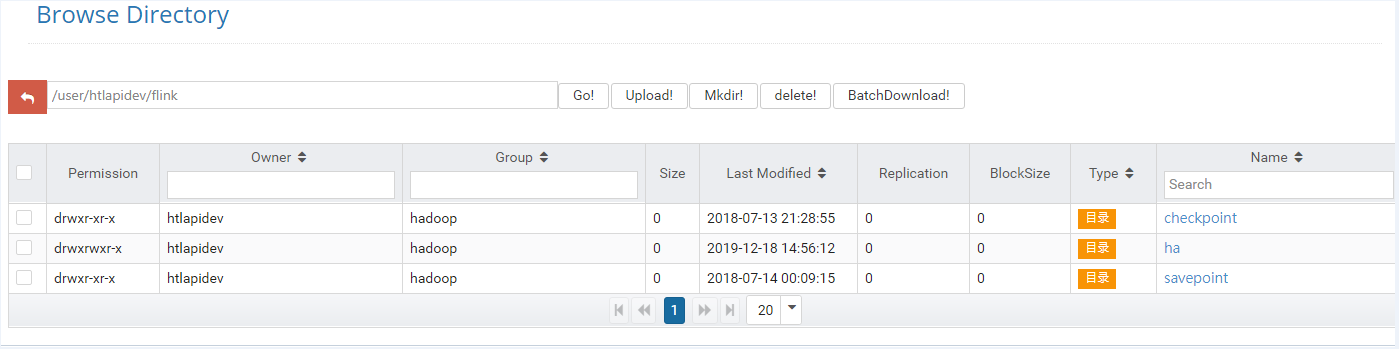 Browse Directory
/user/htlapidev/flink Go! Upload! Mkdir! delete! BatchDownload!
Permission Owner Group Size Last Modified Replication BlockSize Type Name
Search
drwxr-xr-x htlapidev hadoop 0 2018-07-13 21:28:55 0 0 目录 checkpoint
drwxrwxr-x htlapidev hadoop 0 2019-12-18 14:56:12 0 0 目录 ha
drwxr-xr-x htlapidev hadoop 0 2018-07-14 00:09:15 0 0 目录 savepoint
1 20